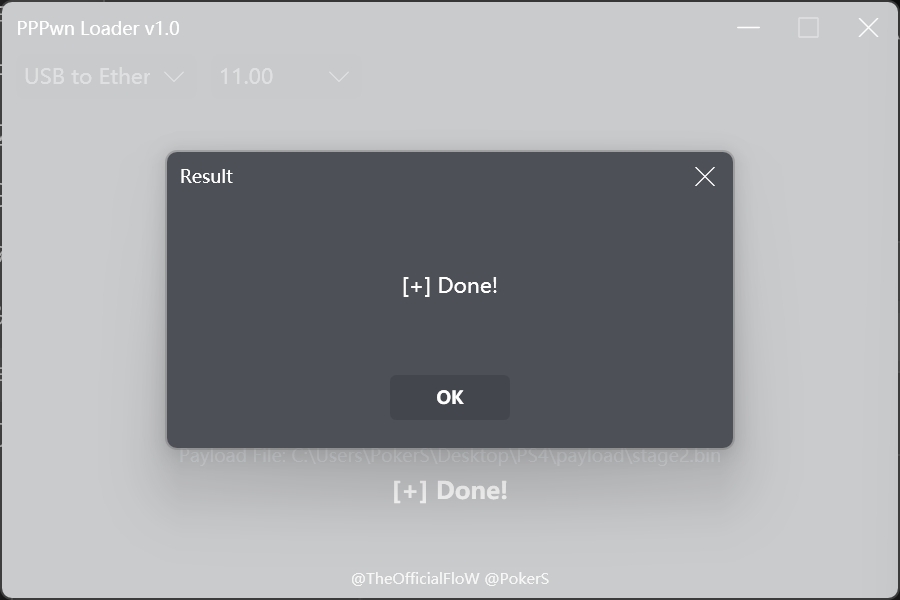 PPPwn Loader v1.0
USB to Ether 11.00
Result
[+] Done!
OK
Payload File: C:\Users\PokerS\Desktop\PS4\payload\stage2.bin
[+] Done!
@TheOfficialFloW @PokerS